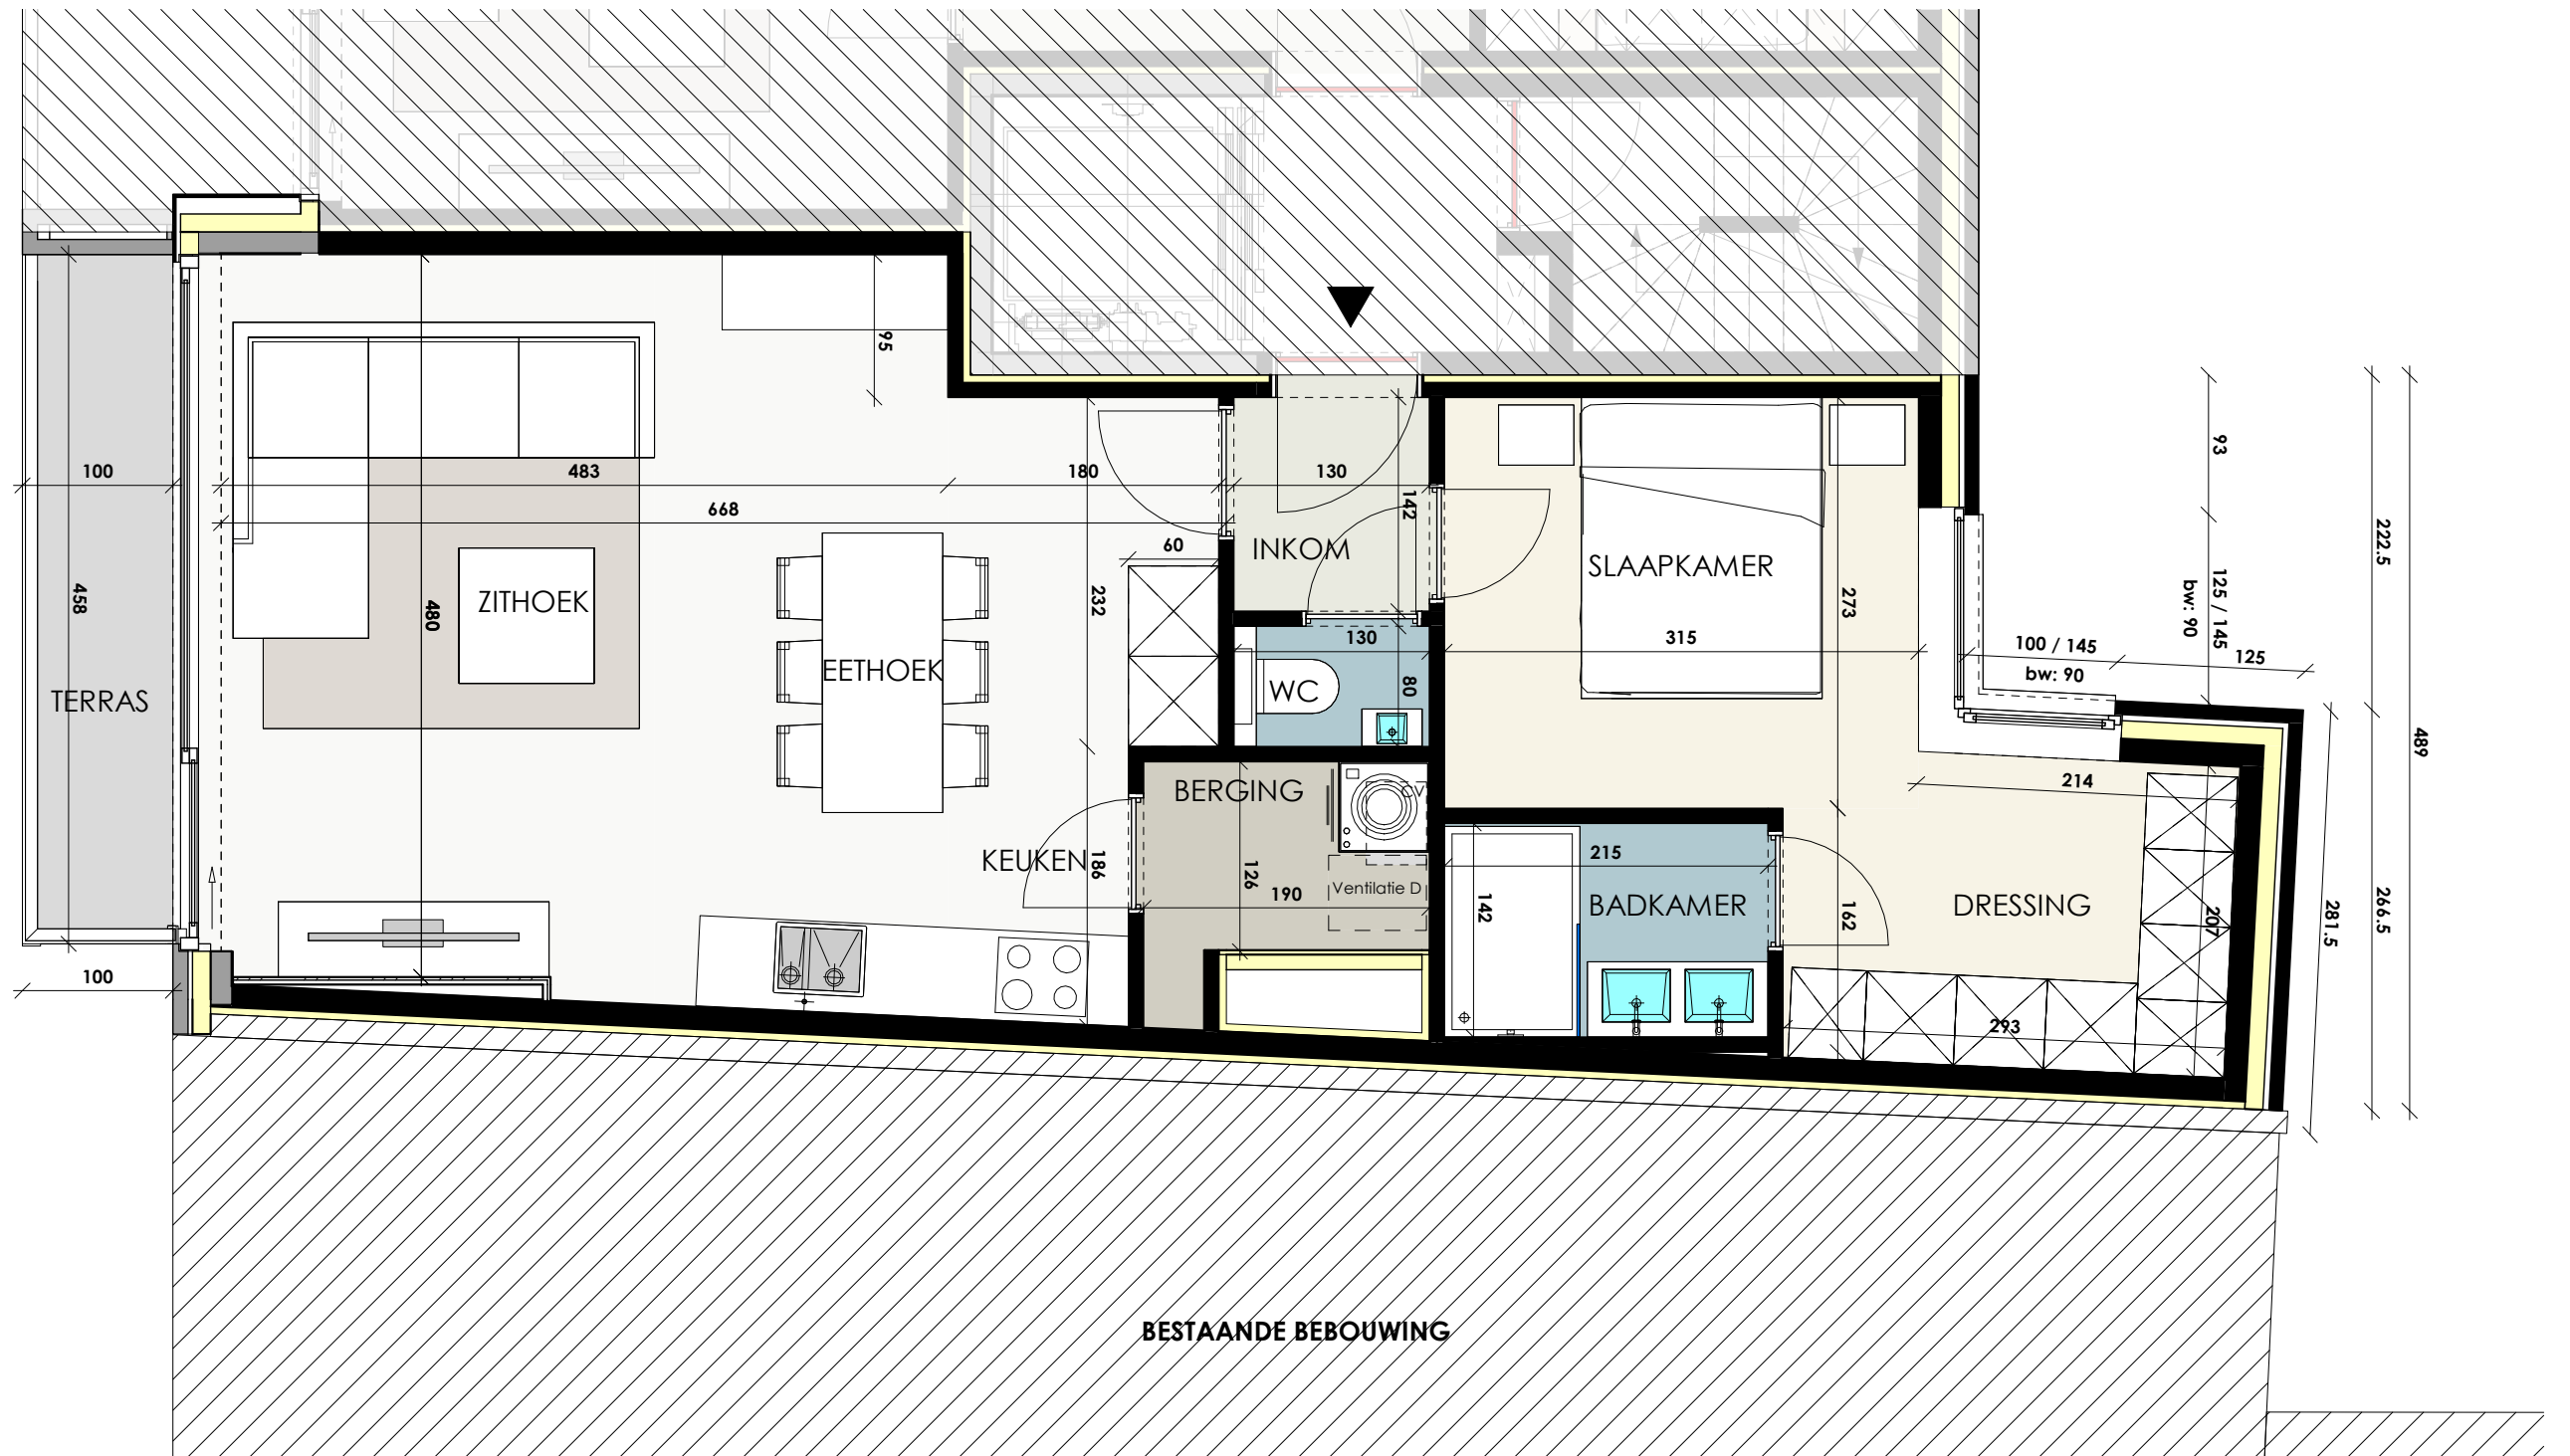 95
93
100
483
180
130
668
142
222.5
60
INKOM
SLAAPKAMER
125 / 145
bw: 90
ZITHOEK
458
480
232
273
130
315
100 / 145
125
bw: 90
EETHOEK
TERRAS
WC
80
489
BERGING
CV
214
KEUKEN
186
126
190
Ventilatie D
215
142
BADKAMER
162
DRESSING
207
281.5
266.5
100
293
BESTAANDE BEBOUWING